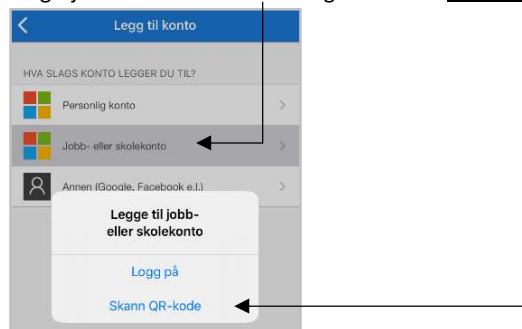 Legg til konto
HVA SLAGS KONTO LEGGER DU TIL?
Personlig konto
Jobb- eller skolekonto
Annen (Google, Facebook e.l.)
Legge til jobb-
eller skolekonto
Logg på
Skann QR-kode